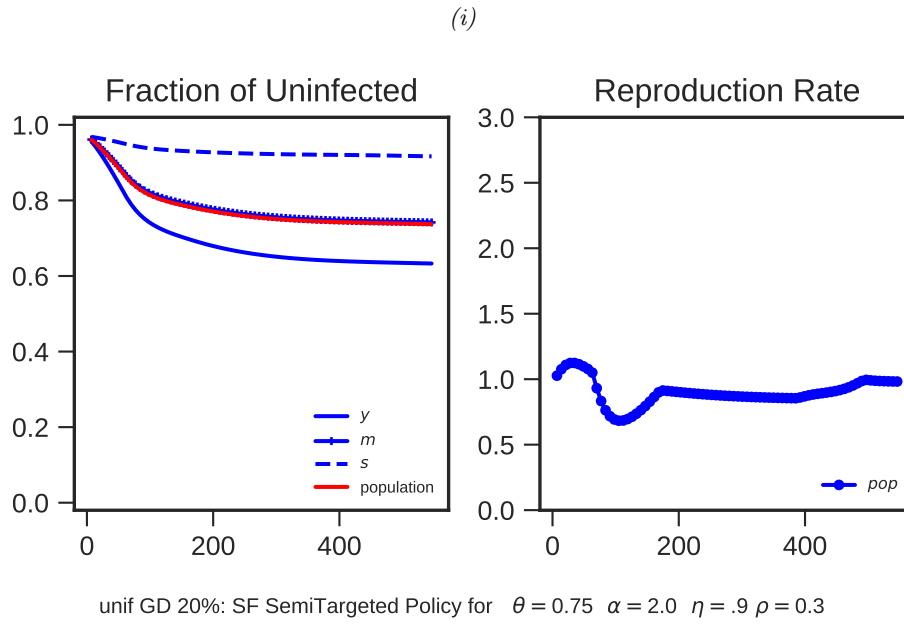 (i)
Fraction of Uninfected
Reproduction Rate
1.0
0.8
0.6
0.4
0.2
0.0
0
200
400
y
m
s
population
3.0
2.5
2.0
1.5
1.0
0.5
0.0
0
200
400
pop
unif GD 20%: SF SemiTargeted Policy for θ = 0.75 α = 2.0 η = .9 ρ = 0.3